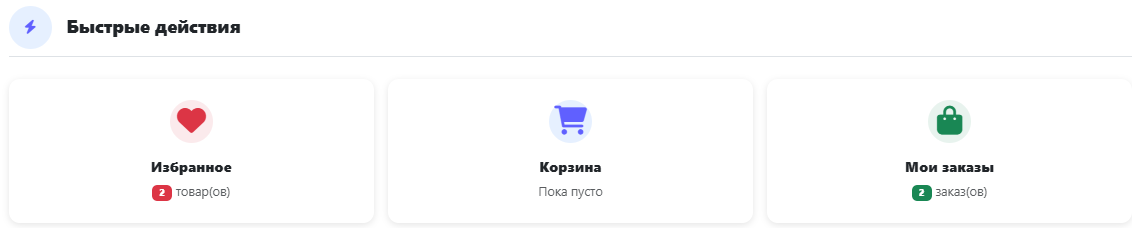 Быстрые действия
Избранное
2 товар(ов)
Корзина
Пока пусто
Мои заказы
2 заказ(ов)